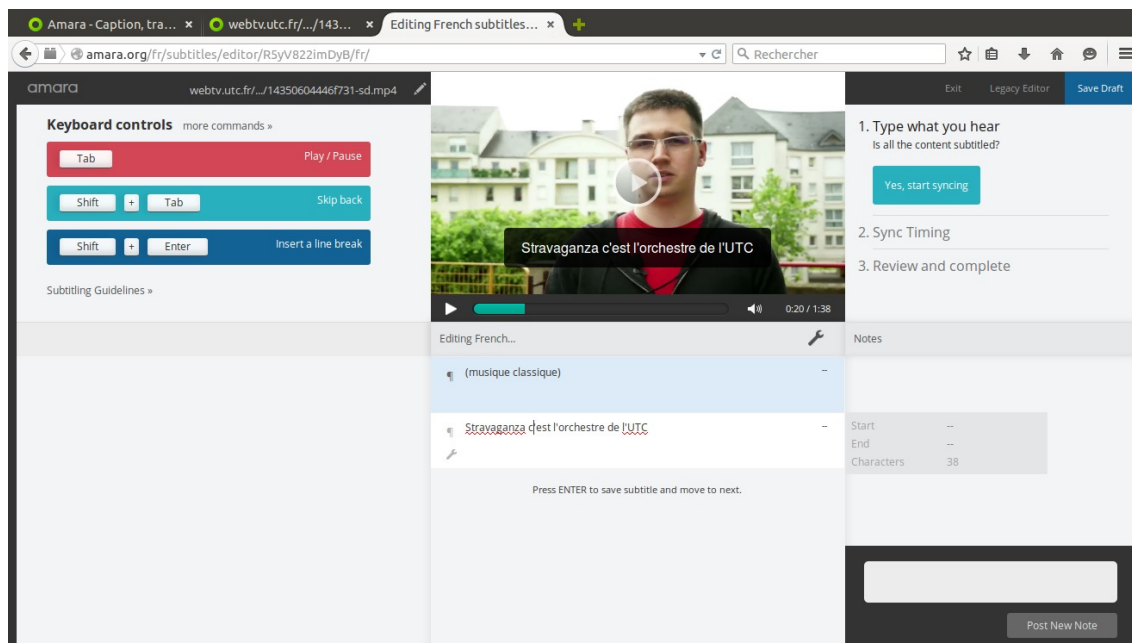 Amara - Caption, tra... ×
webtv.utc.fr/.../143... ×
Editing French subtitles... ×
amara.org/fr/subtitles/editor/R5yV822imDyB/fr/
Rechercher
amara
webtv.utc.fr/.../14350604446f731-sd.mp4
Exit
Legacy Editor
Save Draft
Keyboard controls more commands »
Tab
Play / Pause
Shift + Tab
Skip back
Shift + Enter
Insert a line break
Subtitling Guidelines »
Stravaganza c'est l'orchestre de l'UTC
0:20 / 1:38
1. Type what you hear
Is all the content subtitled?
Yes, start syncing
2. Sync Timing
3. Review and complete
Editing French...
Notes
¶ (musique classique) --
¶ Stravaganza c'est l'orchestre de l'UTC --
Press ENTER to save subtitle and move to next.
Start --
End --
Characters 38
Post New Note